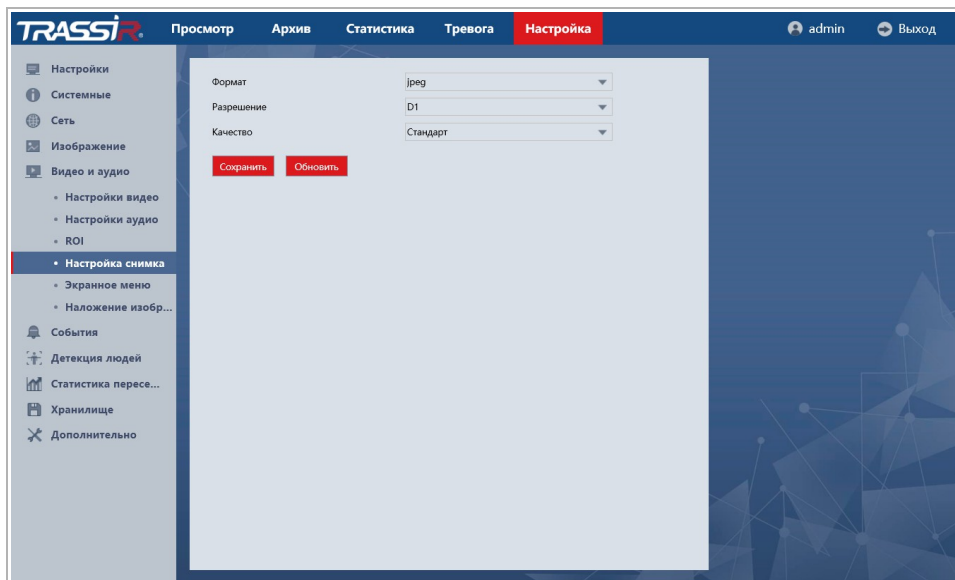 TRASSIR
Просмотр Архив Статистика Тревога Настройка admin Выход
Настройки
Системные
Сеть
Изображение
Видео и аудио
Настройки видео
Настройки аудио
ROI
Настройка снимка
Экранное меню
Наложение изобр...
События
Детекция людей
Статистика пересе...
Хранилище
Дополнительно
Формат jpeg
Разрешение D1
Качество Стандарт
Сохранить Обновить